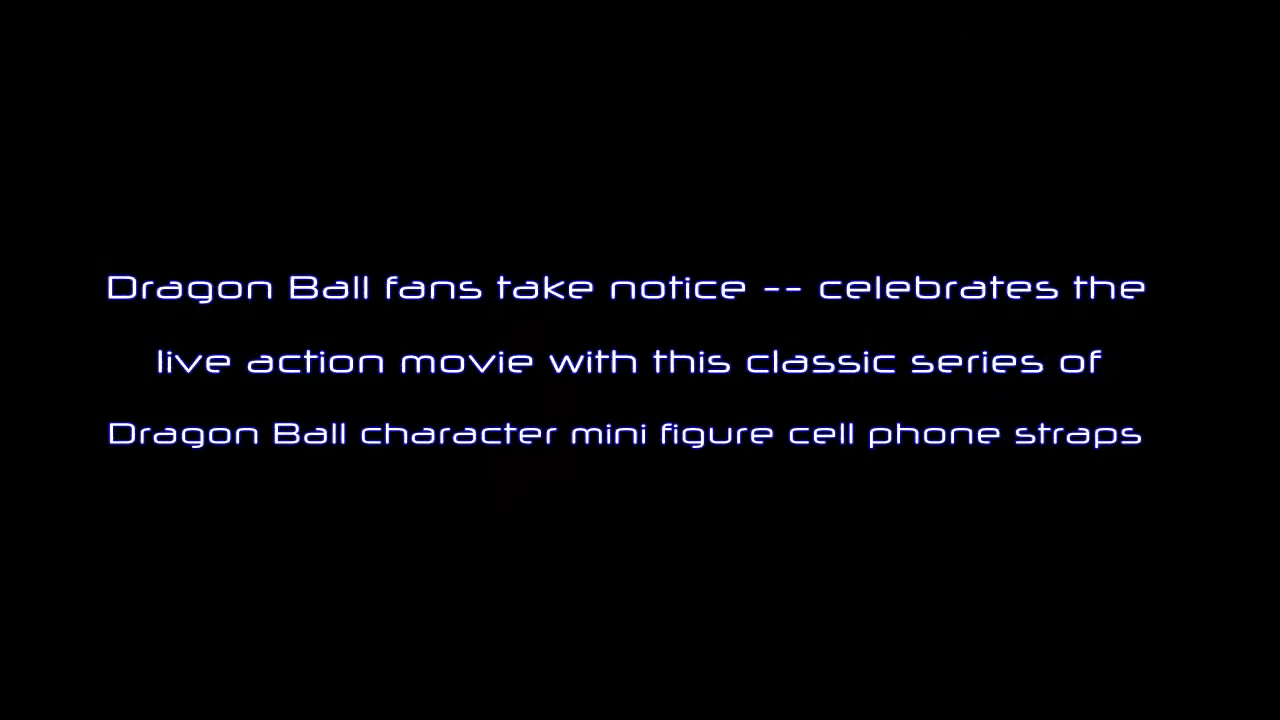 Dragon Ball fans take notice -- celebrates the
live action movie with this classic series of
Dragon Ball character mini figure cell phone straps